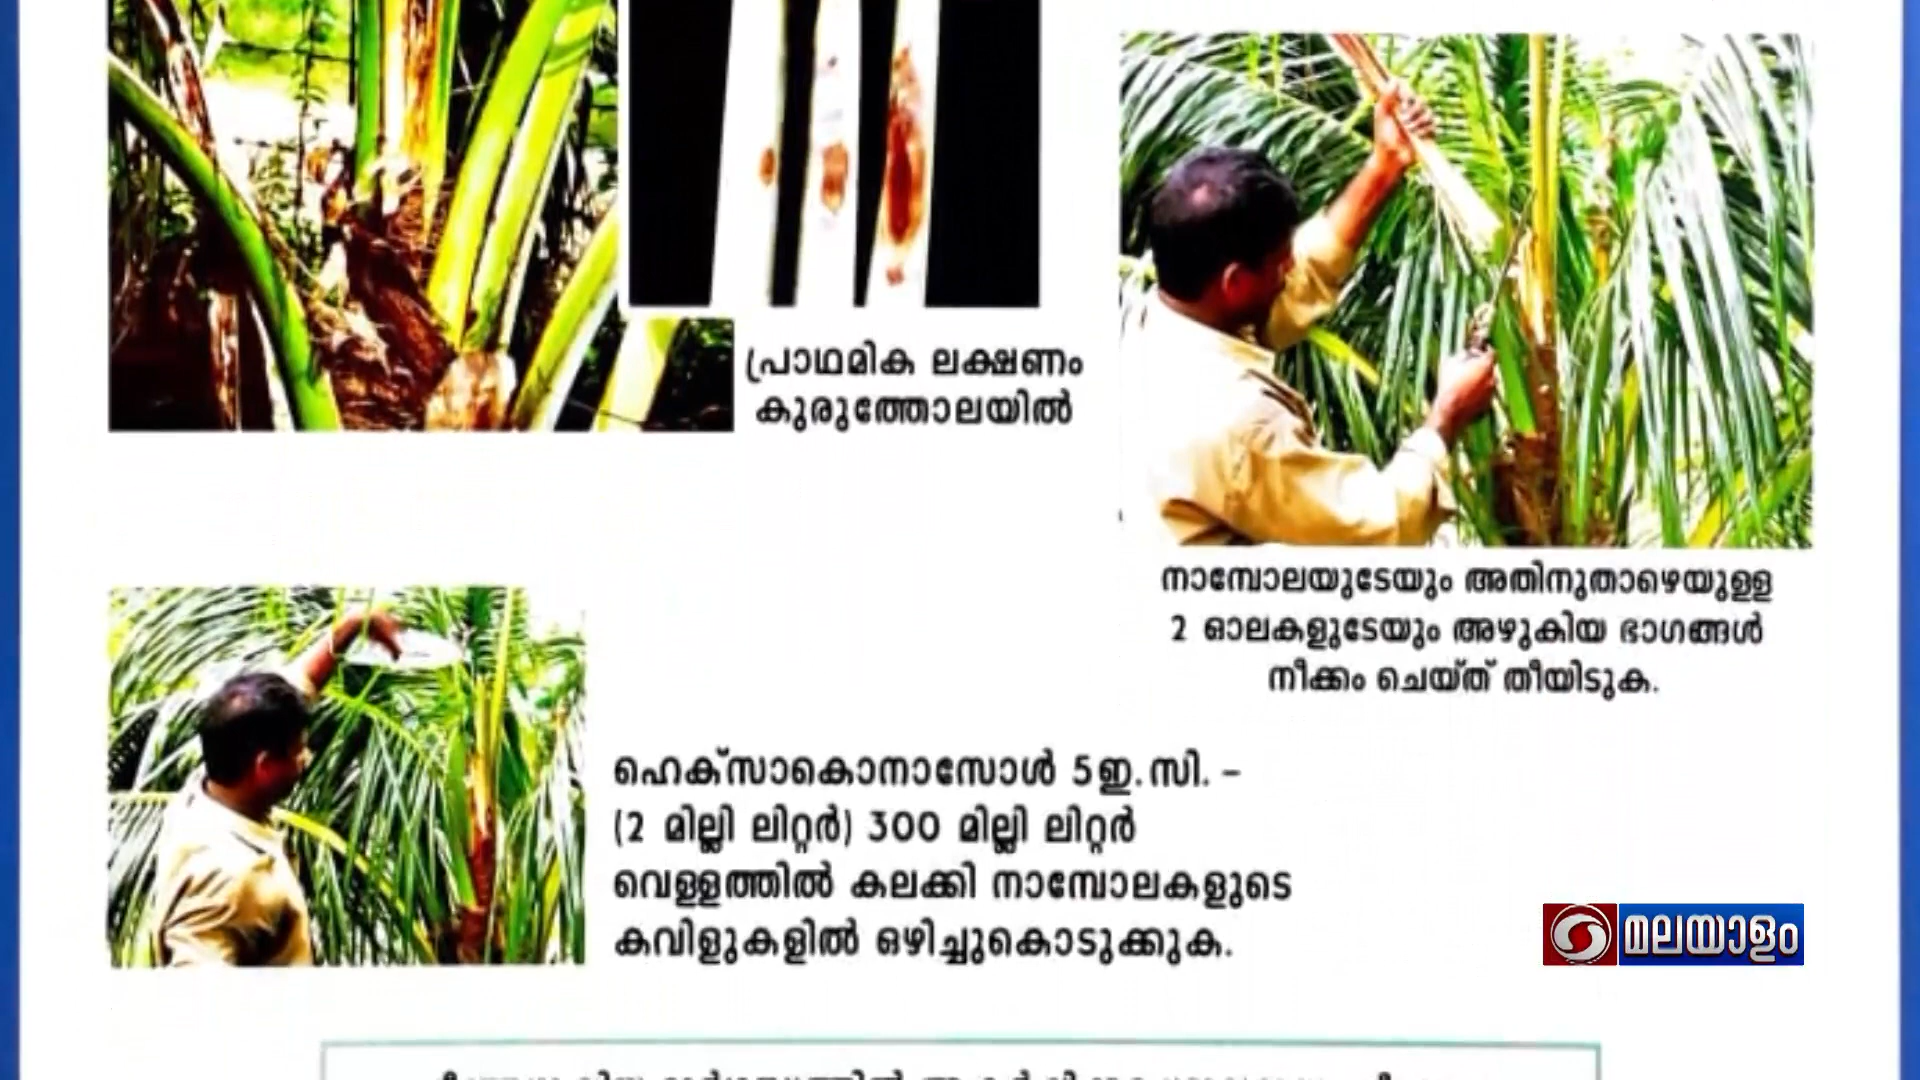 പ്രാഥമിക ലക്ഷണം
കുരുത്തോലയിൽ
നാമ്പോലയുടേയും അതിനുതാഴെയുള്ള
2 ഓലകളുടേയും അഴുകിയ ഭാഗങ്ങൾ
നീക്കം ചെയ്ത് തീയിടുക.
ഹെക്സാകൊനാസോൾ 5ഇ.സി. –
(2 മില്ലി ലിറ്റർ) 300 മില്ലി ലിറ്റർ
വെള്ളത്തിൽ കലക്കി നാമ്പോലകളുടെ
കവിളുകളിൽ ഒഴിച്ചുകൊടുക്കുക.
മലയാളം